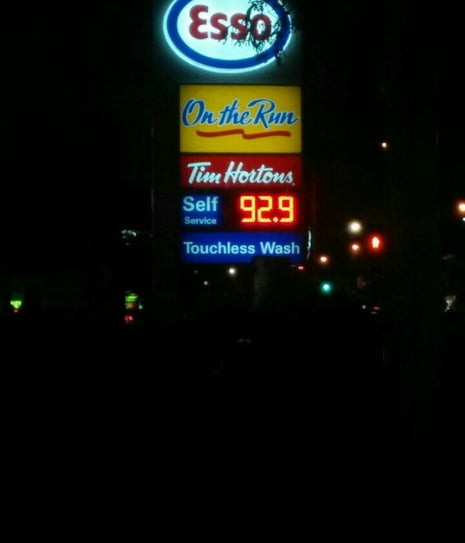 Esso
On the Run
Tim Hortons
Self
Service
92.9
Touchless Wash